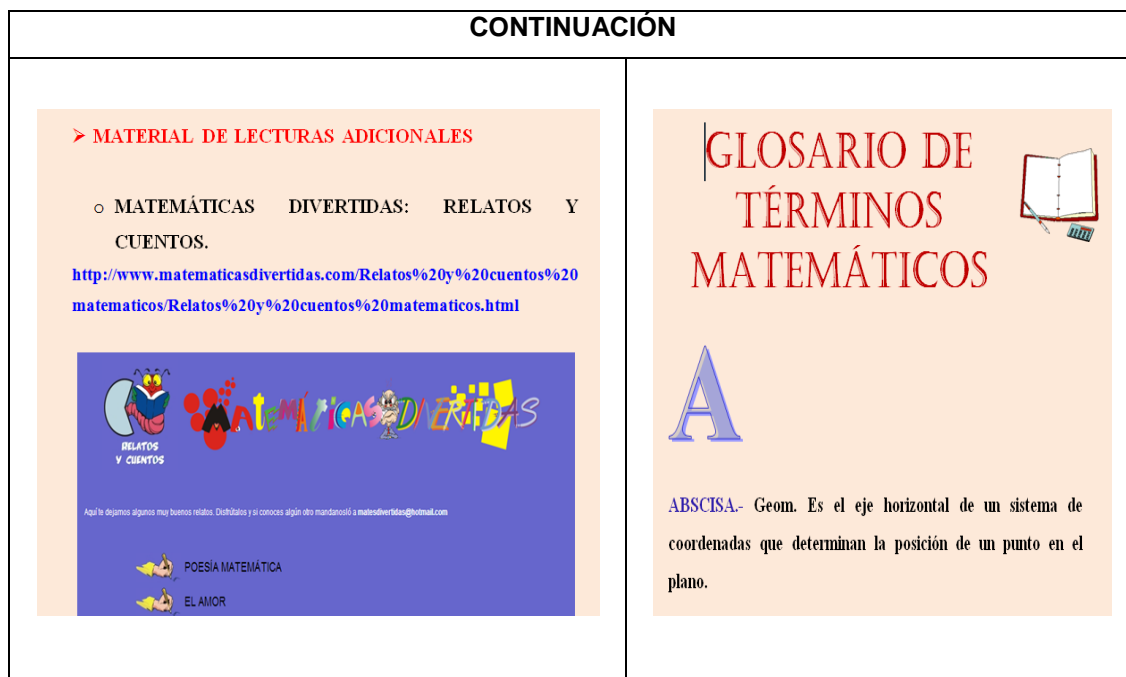 CONTINUACIÓN
➢ MATERIAL DE LECTURAS ADICIONALES
o MATEMÁTICAS DIVERTIDAS: RELATOS Y
CUENTOS.
http://www.matematicasdivertidas.com/Relatos%20y%20cuentos%20
matematicos/Relatos%20y%20cuentos%20matematicos.html
RELATOS
Y CUENTOS
MATEMÁTICAS DIVERTIDAS
Aquí te dejamos algunos muy buenos relatos. Disfrútalos y si conoces algún otro mandanosló a matesdivertidas@hotmail.com
POESÍA MATEMÁTICA
EL AMOR
GLOSARIO DE
TÉRMINOS
MATEMÁTICOS
A
ABSCISA.- Geom. Es el eje horizontal de un sistema de
coordenadas que determinan la posición de un punto en el
plano.